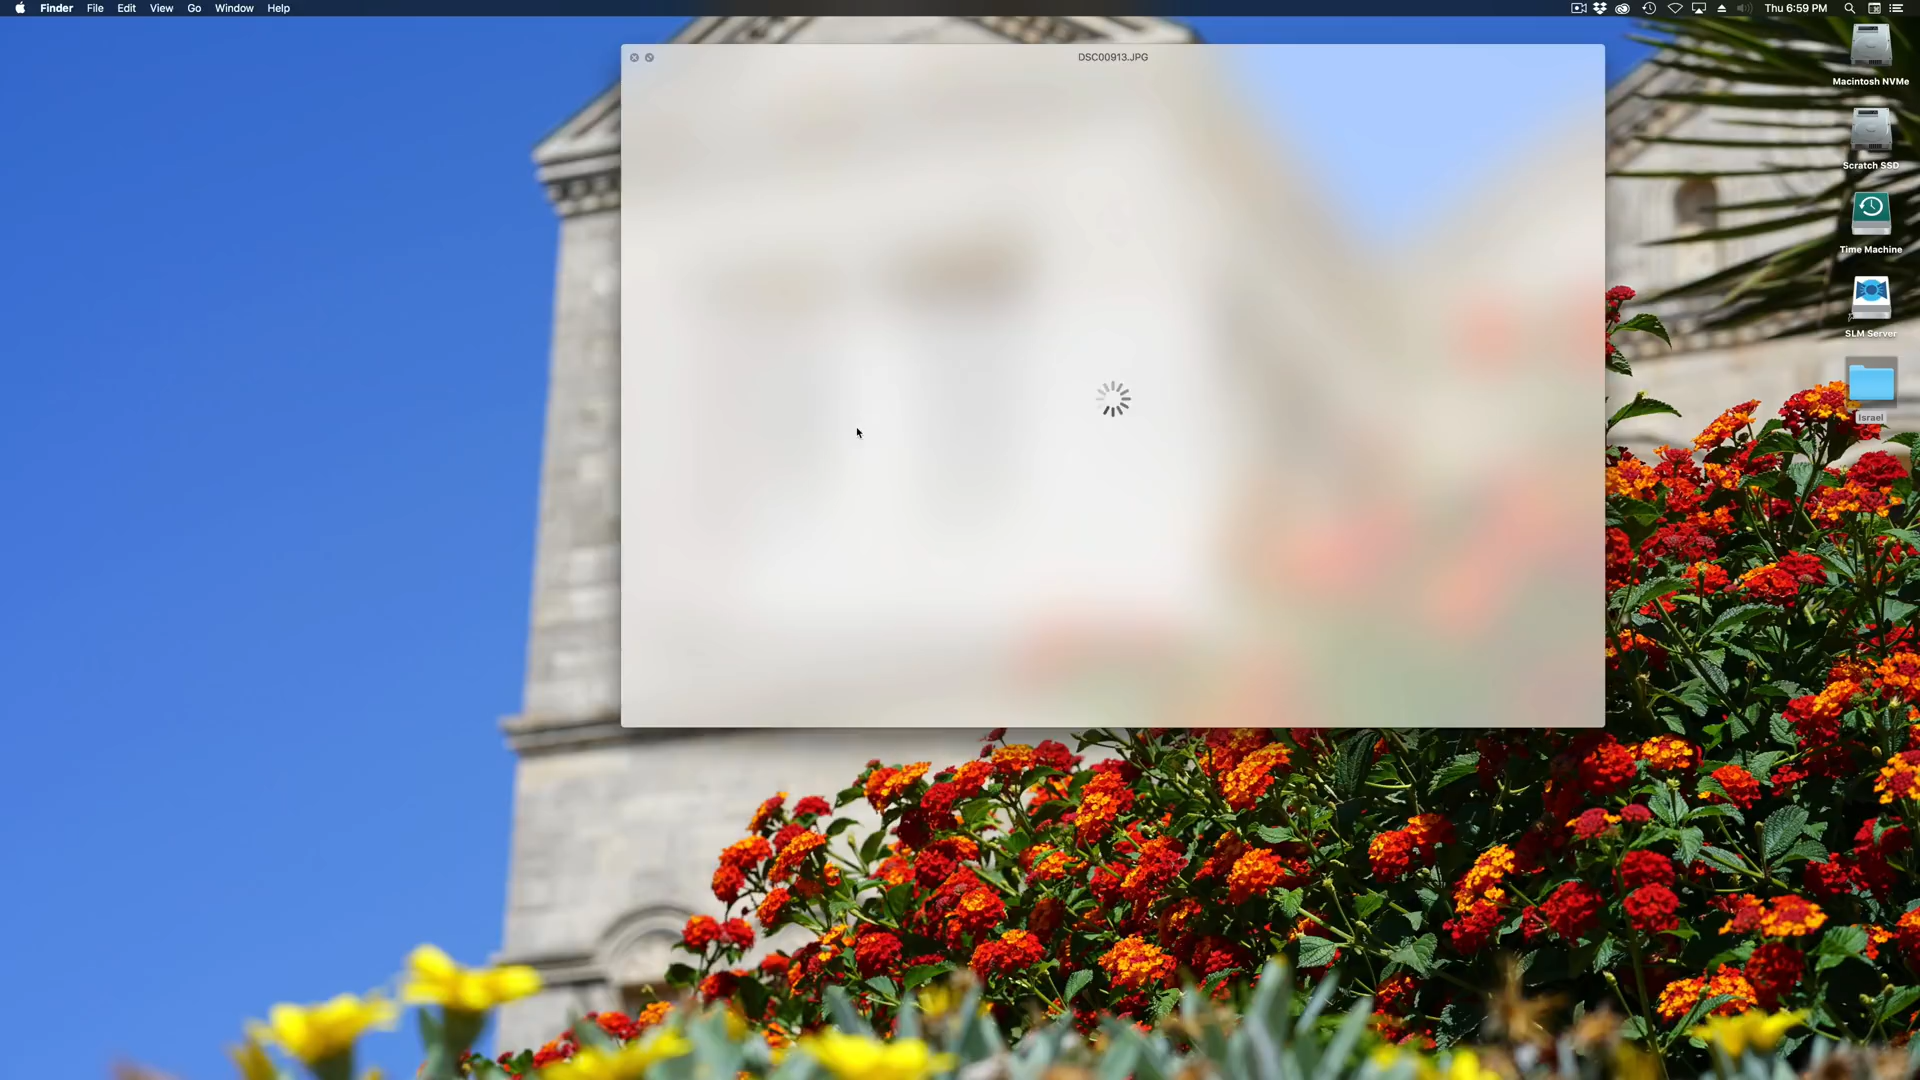 Finder File Edit View Go Window Help
Thu 6:59 PM
DSC00913.JPG
Macintosh NVMe
Scratch SSD
Time Machine
SLM Server
Israel